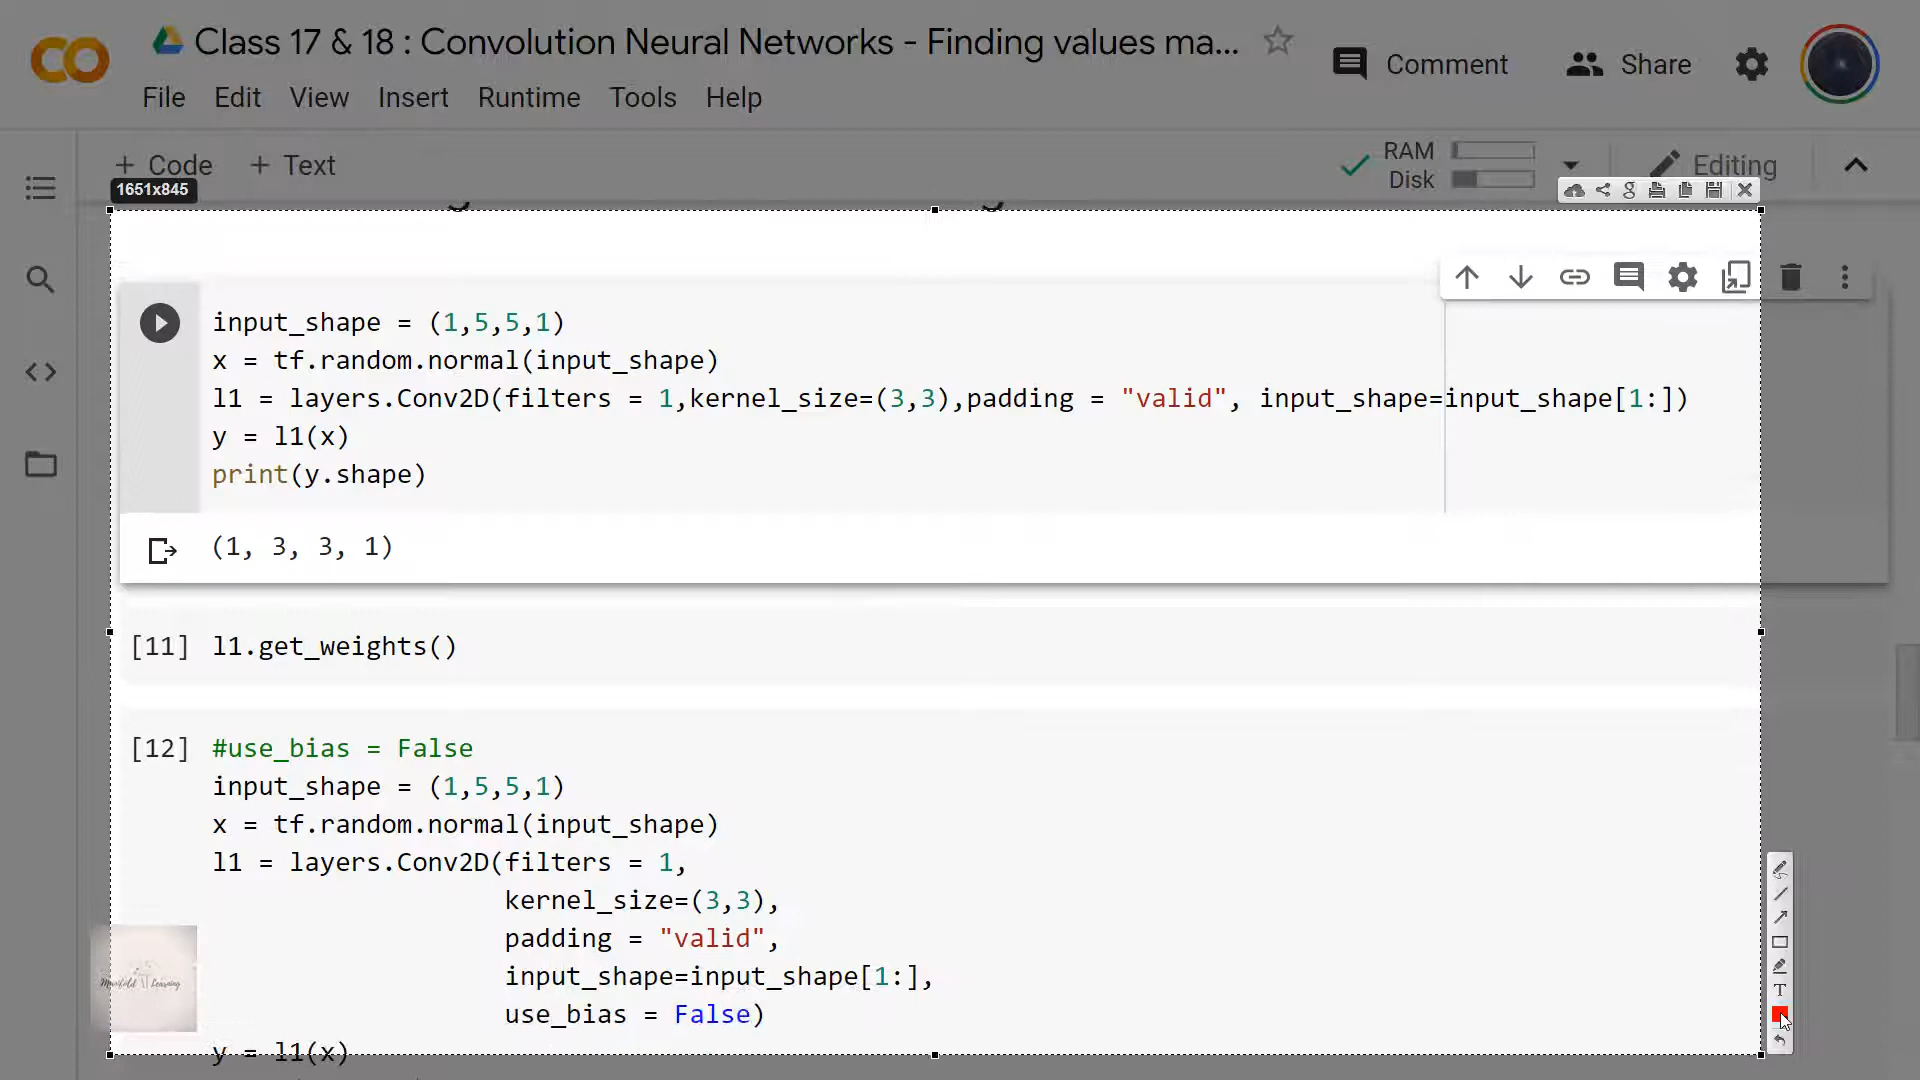 Class 17 & 18 : Convolution Neural Networks - Finding values ma...
Comment
Share
File Edit View Insert Runtime Tools Help
+ Code + Text
RAM
Disk
Editing
1651x845
input_shape = (1,5,5,1)
x = tf.random.normal(input_shape)
l1 = layers.Conv2D(filters = 1,kernel_size=(3,3),padding = "valid", input_shape=input_shape[1:])
y = l1(x)
print(y.shape)
(1, 3, 3, 1)
[11] l1.get_weights()
[12] #use_bias = False
input_shape = (1,5,5,1)
x = tf.random.normal(input_shape)
l1 = layers.Conv2D(filters = 1,
kernel_size=(3,3),
padding = "valid",
input_shape=input_shape[1:],
use_bias = False)
y = l1(x)
Manifold Learning